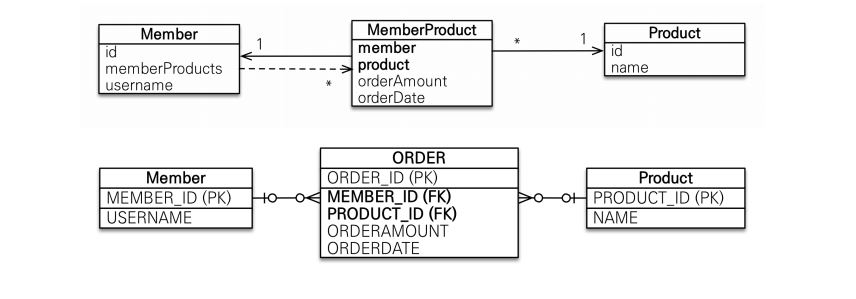 Member
id
memberProducts
username
1
*
MemberProduct
member
product
orderAmount
orderDate
*
1
Product
id
name
Member
MEMBER_ID (PK)
USERNAME
ORDER
ORDER_ID (PK)
MEMBER_ID (FK)
PRODUCT_ID (FK)
ORDERAMOUNT
ORDERDATE
Product
PRODUCT_ID (PK)
NAME